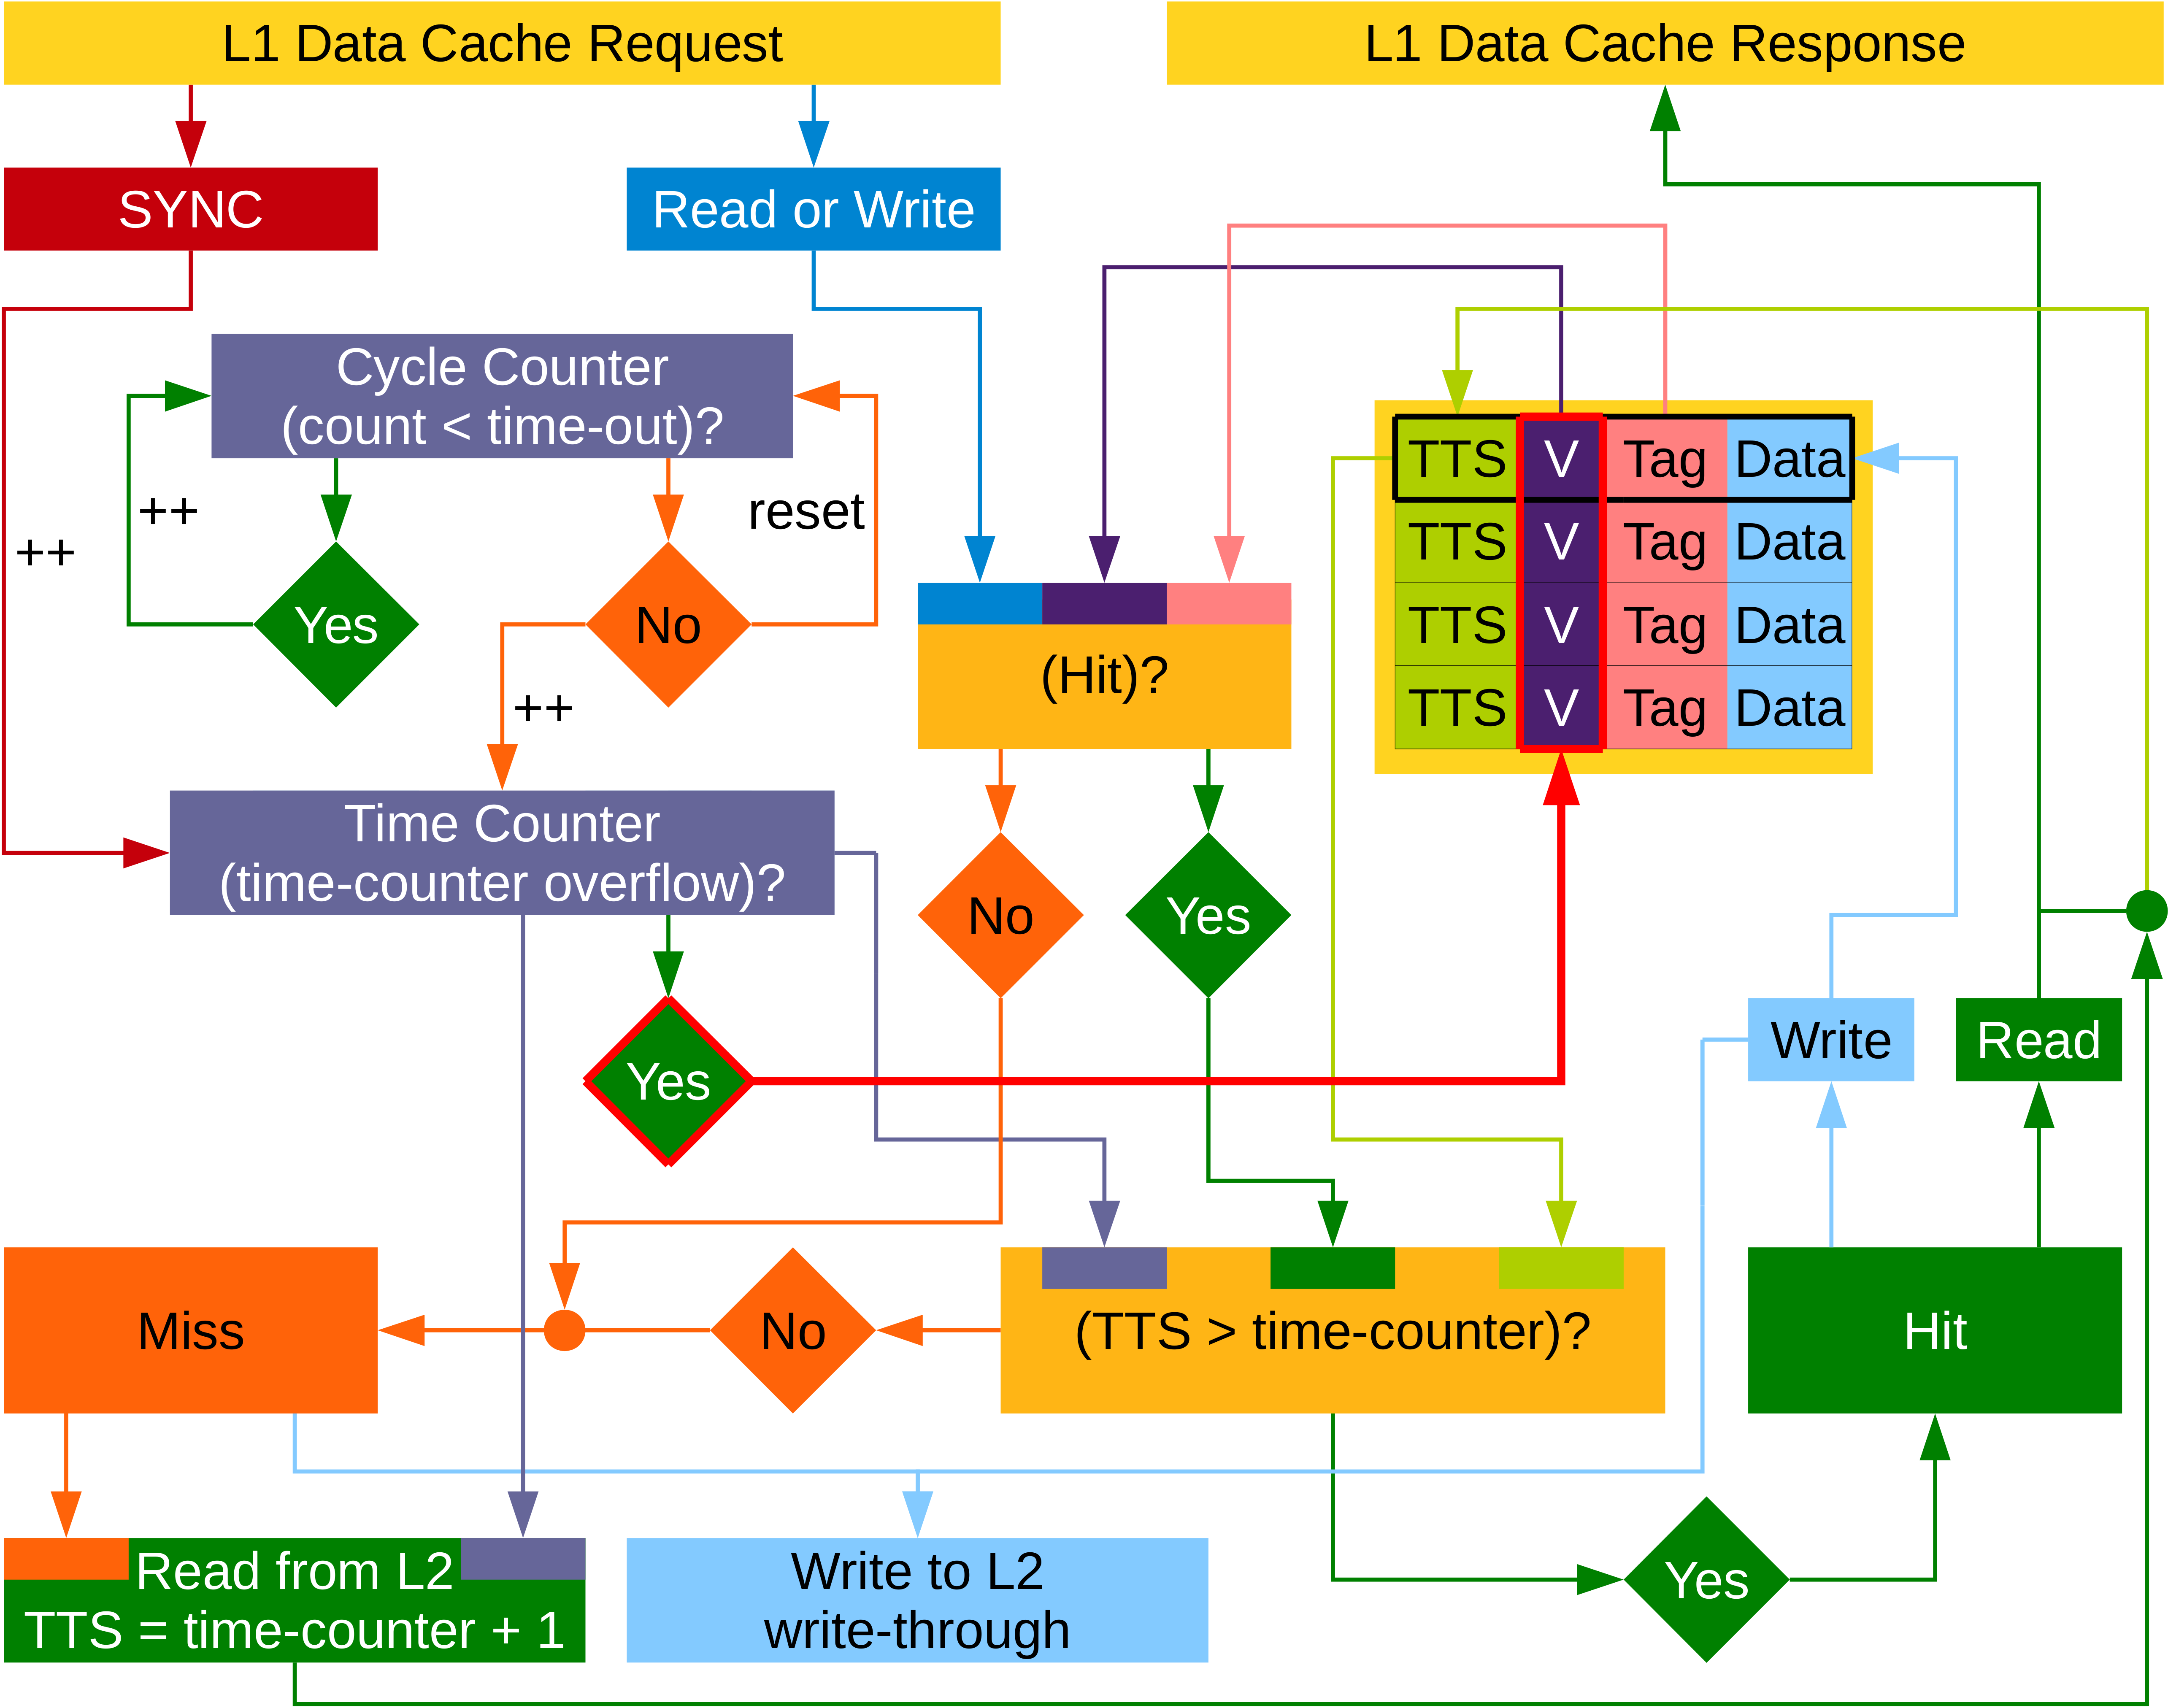 L1 Data Cache Request
L1 Data Cache Response
SYNC
Read or Write
Cycle Counter
(count < time-out)?
TTS V Tag Data
++
reset
++
TTS V Tag Data
Yes
No
TTS V Tag Data
(Hit)?
++
TTS V Tag Data
Time Counter
(time-counter overflow)?
No
Yes
Yes
Write
Read
Miss
No
(TTS > time-counter)?
Hit
Read from L2
TTS = time-counter + 1
Write to L2
write-through
Yes